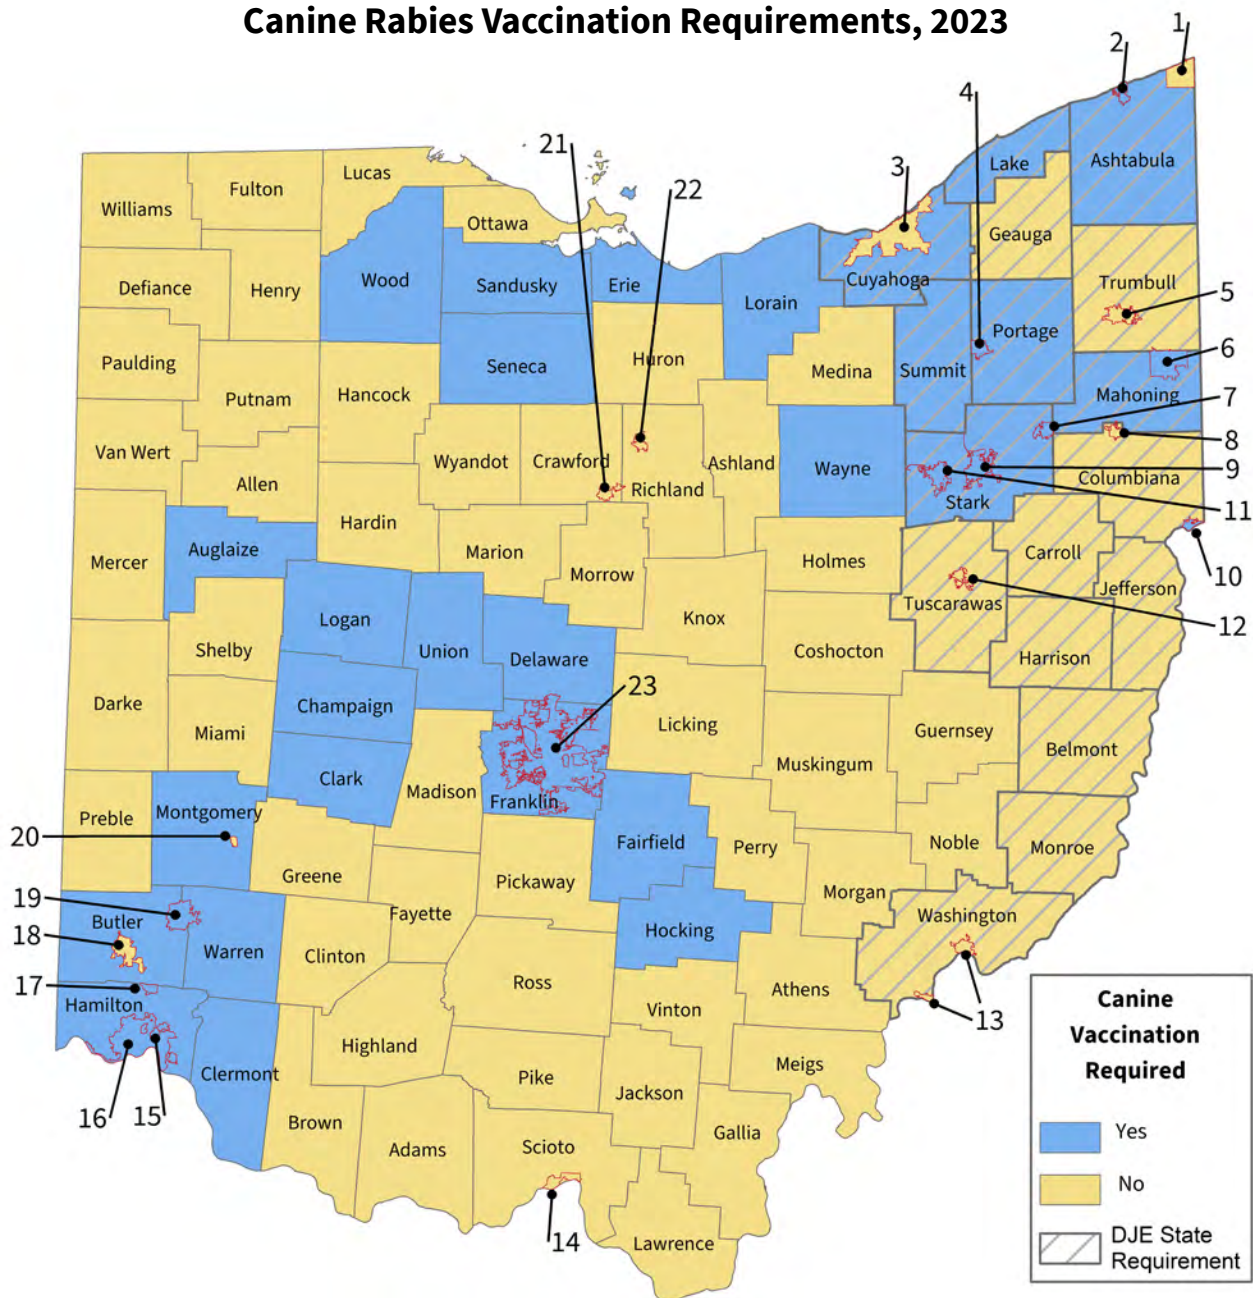 Canine Rabies Vaccination Requirements, 2023
1
2
3
4
5
6
7
8
9
10
11
12
13
14
15
16
17
18
19
20
21
22
23
Williams
Fulton
Lucas
Ottawa
Wood
Sandusky
Erie
Lorain
Cuyahoga
Lake
Geauga
Ashtabula
Trumbull
Defiance
Henry
Paulding
Putnam
Hancock
Seneca
Huron
Medina
Summit
Portage
Mahoning
Van Wert
Allen
Wyandot
Crawford
Richland
Ashland
Wayne
Stark
Columbiana
Mercer
Auglaize
Hardin
Marion
Morrow
Holmes
Carroll
Jefferson
Tuscarawas
Harrison
Shelby
Logan
Union
Delaware
Knox
Coshocton
Darke
Miami
Champaign
Clark
Madison
Franklin
Licking
Muskingum
Guernsey
Belmont
Preble
Montgomery
Greene
Fayette
Pickaway
Fairfield
Perry
Morgan
Noble
Monroe
Washington
Butler
Warren
Clinton
Ross
Hocking
Vinton
Athens
Hamilton
Clermont
Highland
Pike
Jackson
Meigs
Brown
Adams
Scioto
Gallia
Lawrence
Canine
Vaccination
Required
Yes
No
DJE State
Requirement